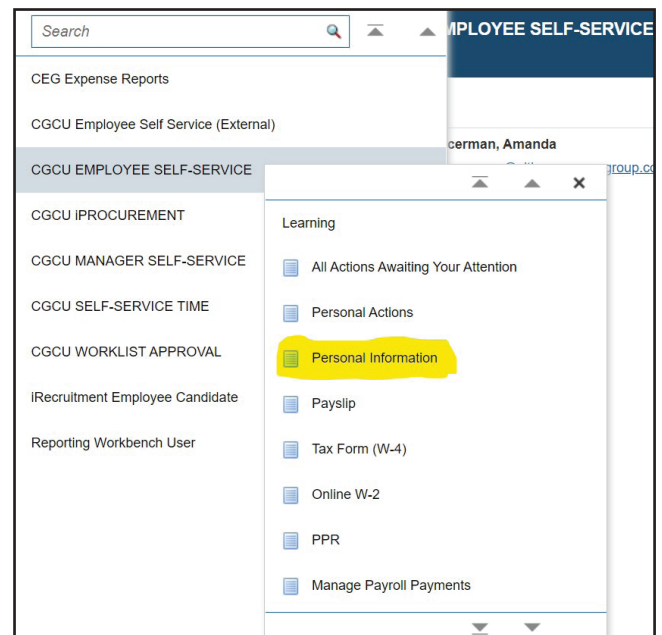 Search
MPLOYEE SELF-SERVICE
CEG Expense Reports
CGCU Employee Self Service (External)
cerman, Amanda
group.co
CGCU EMPLOYEE SELF-SERVICE
CGCU iPROCUREMENT
CGCU MANAGER SELF-SERVICE
CGCU SELF-SERVICE TIME
CGCU WORKLIST APPROVAL
iRecruitment Employee Candidate
Reporting Workbench User
Learning
All Actions Awaiting Your Attention
Personal Actions
Personal Information
Payslip
Tax Form (W-4)
Online W-2
PPR
Manage Payroll Payments